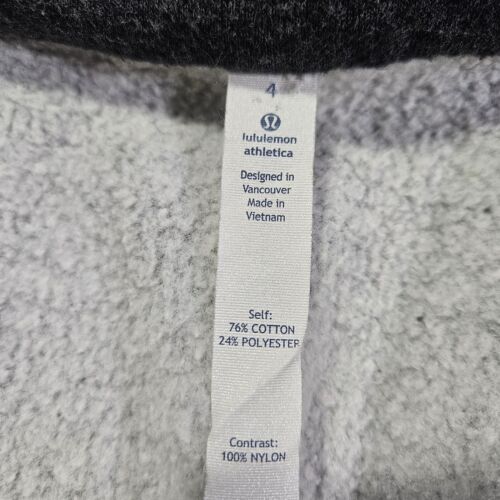 4
lululemon
athletica
Designed in
Vancouver
Made in
Vietnam
Self:
76% COTTON
24% POLYESTER
Contrast:
100% NYLON